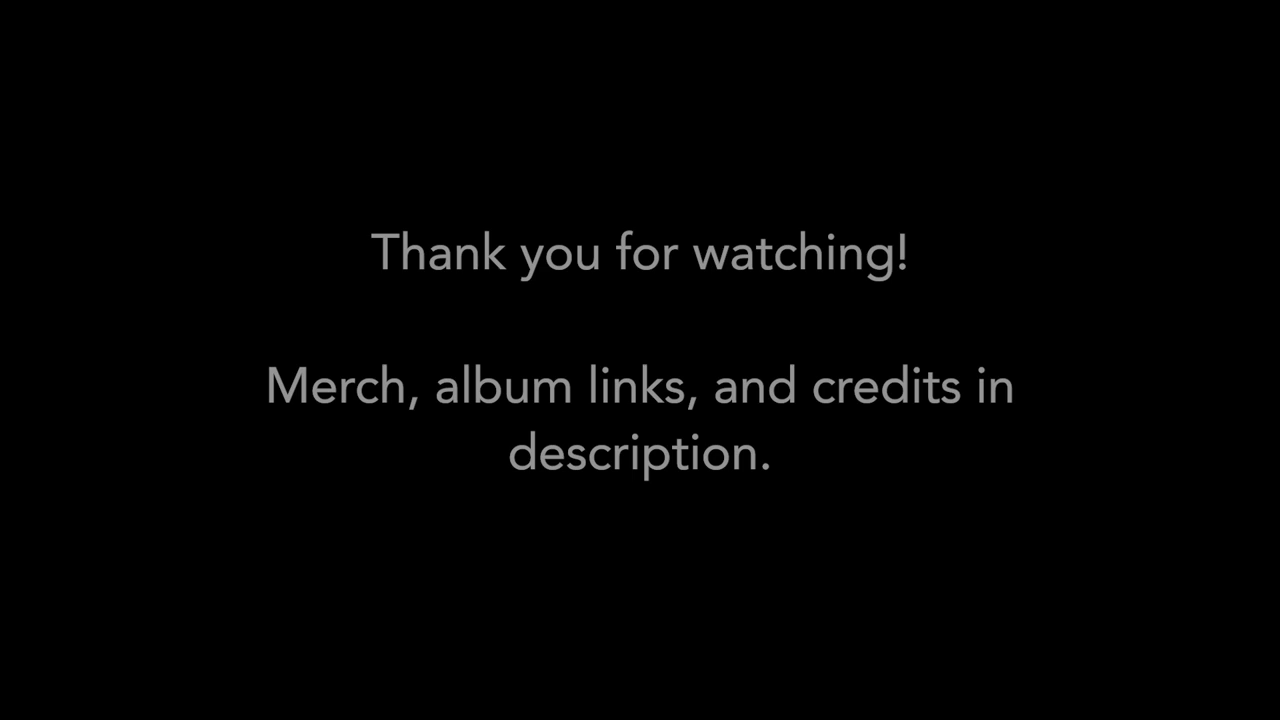 Thank you for watching!
Merch, album links, and credits in
description.